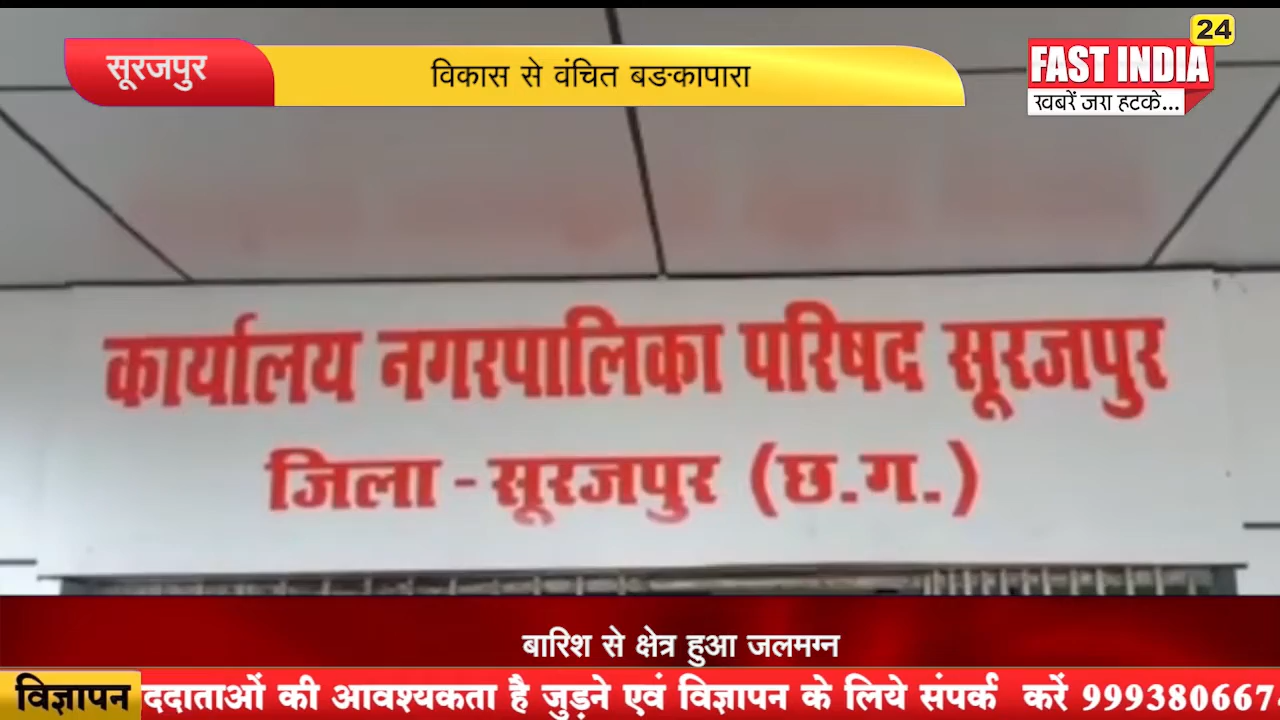 सूरजपुर
विकास से वंचित बङकापारा
24
FAST INDIA
खबरें जरा हटके...
कार्यालय नगरपालिका परिषद सूरजपुर
जिला - सूरजपुर (छ.ग.)
बारिश से क्षेत्र हुआ जलमग्न
विज्ञापन ददाताओं की आवश्यकता है जुड़ने एवं विज्ञापन के लिये संपर्क करें 999380667